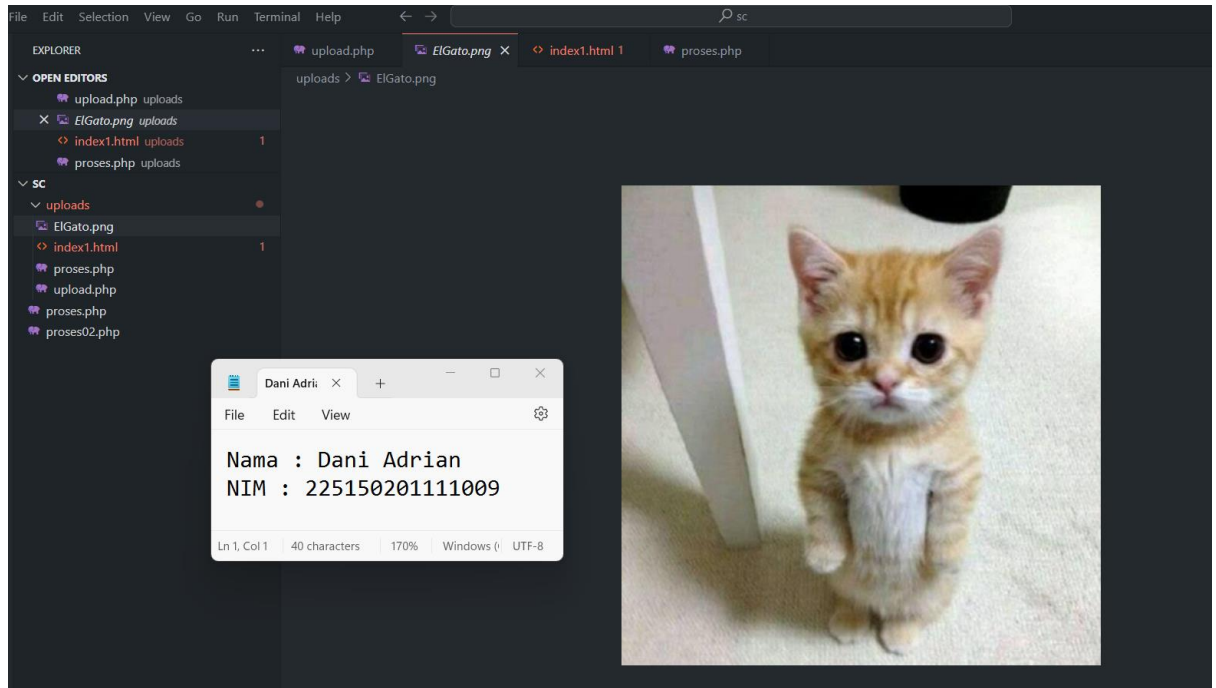 File Edit Selection View Go Run Terminal Help sc
EXPLORER
upload.php ElGato.png index1.html 1 proses.php
OPEN EDITORS
uploads > ElGato.png
upload.php uploads
ElGato.png uploads
index1.html uploads 1
proses.php uploads
SC
uploads
ElGato.png
index1.html 1
proses.php
upload.php
proses.php
proses02.php
Dani Adri
File Edit View
Nama : Dani Adrian
NIM : 225150201111009
Ln 1, Col 1 40 characters 170% Windows ( UTF-8